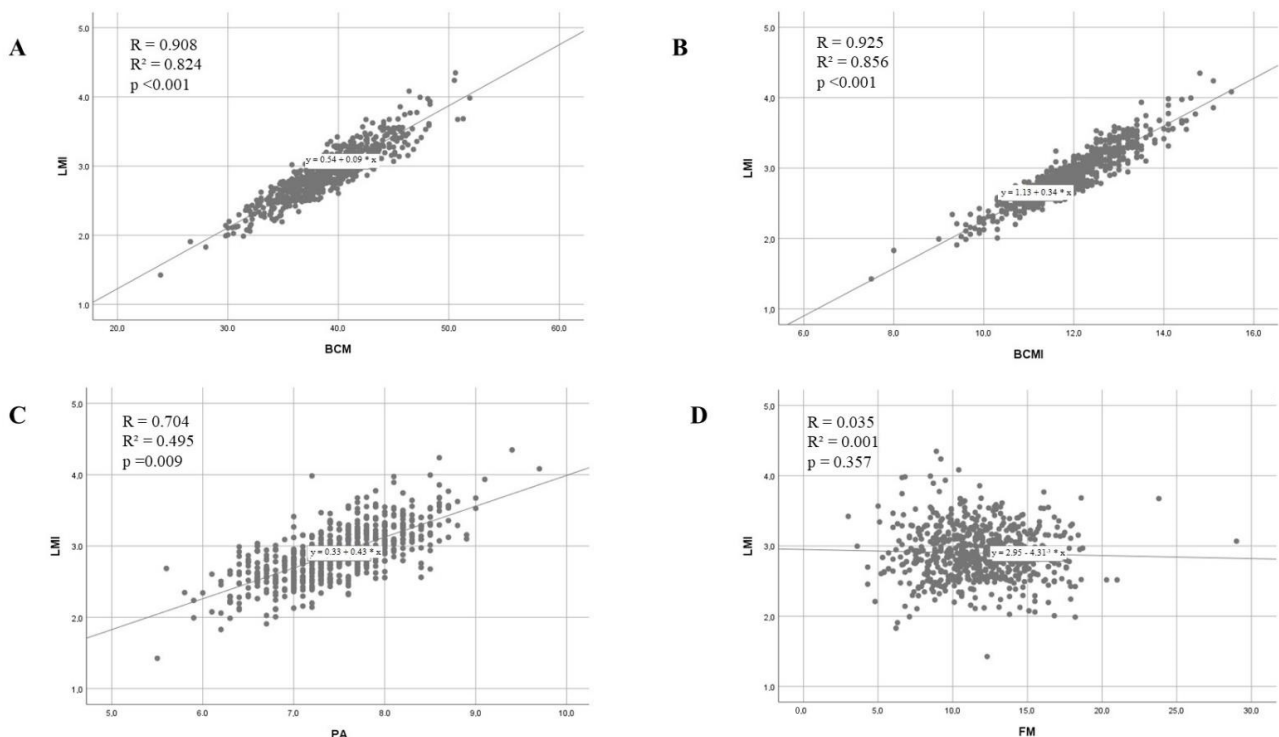 A
R = 0.908
R² = 0.824
p <0.001
5.0
4.0
3.0
2.0
1.0
LMI
y = 0.54 + 0.09 * x
20.0
30.0
40.0
50.0
60.0
BCM
B
R = 0.925
R² = 0.856
p <0.001
5.0
4.0
3.0
2.0
1.0
LMI
y = 1.13 + 0.34 * x
6.0
8.0
10.0
12.0
14.0
16.0
BCMI
C
R = 0.704
R² = 0.495
p =0.009
5,0
4,0
3,0
2,0
1,0
LMI
y = 0.33 + 0.43 * x
5,0
6,0
7,0
8,0
9,0
10,0
PA
D
R = 0.035
R² = 0.001
p = 0.357
5,0
4,0
3,0
2,0
1,0
LMI
y = 2.95 - 4.31⁻³ * x
0,0
5,0
10,0
15,0
20,0
25,0
30,0
FM